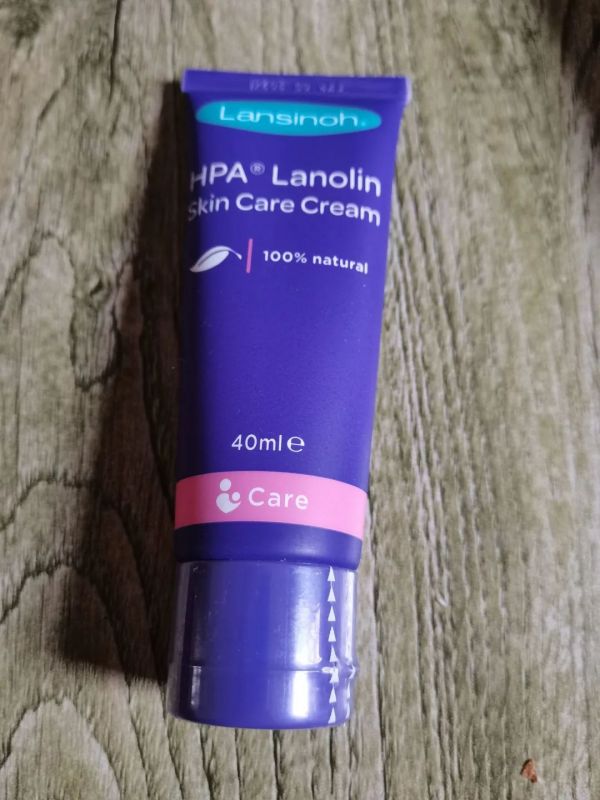 Lansinoh®
HPA® Lanolin
Skin Care Cream
100% natural
40ml e
Care